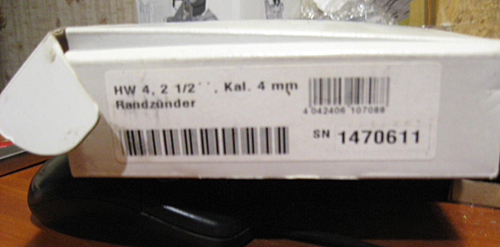 HW 4, 2 1/2´´, Kal. 4 mm
Randzünder
4 042406 107088
SN 1470611